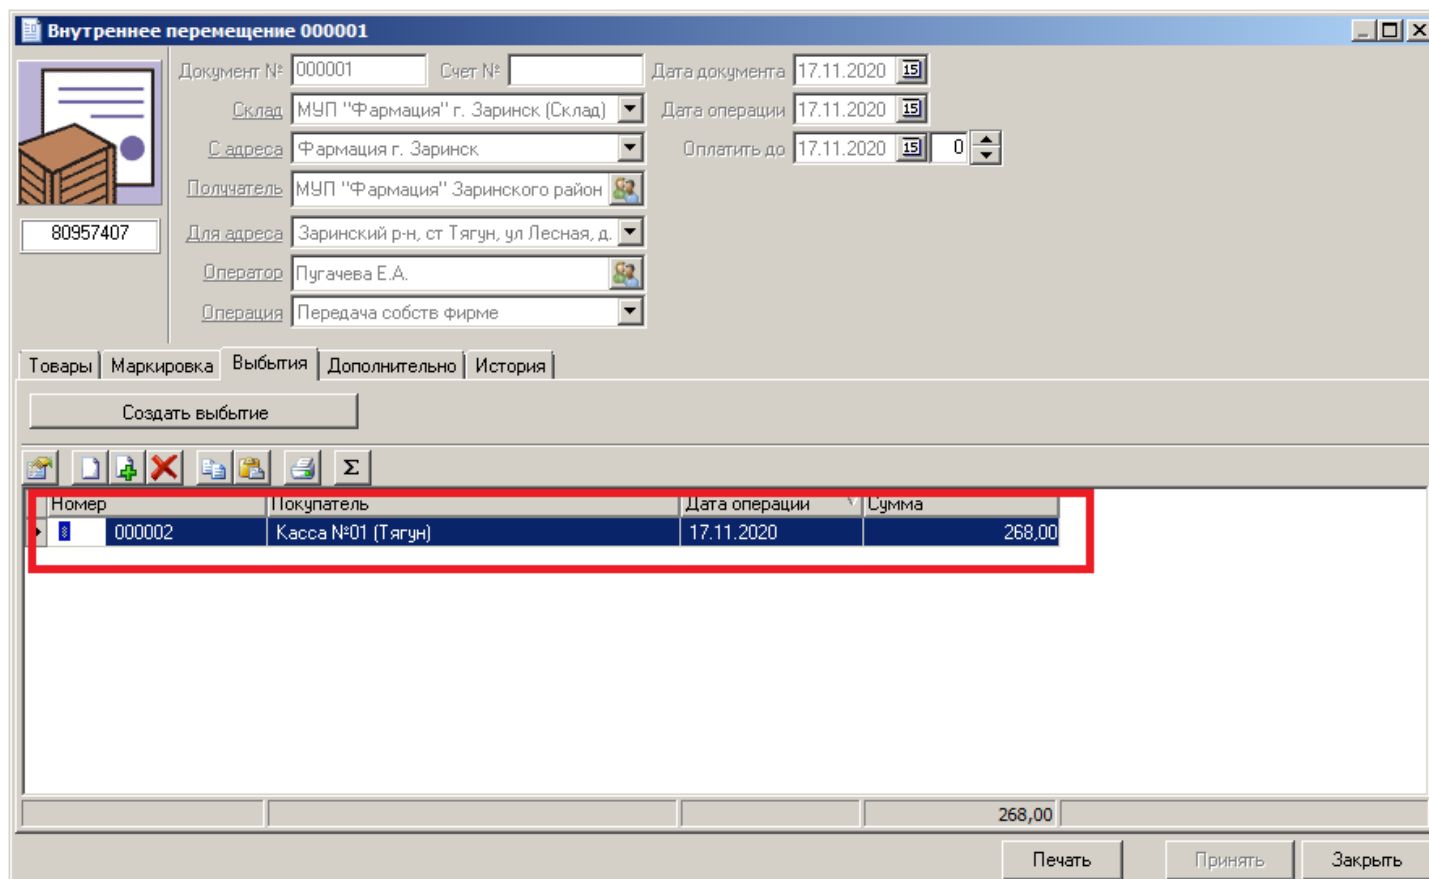 Внутреннее перемещение 000001
Документ № 000001 Счет № Дата документа 17.11.2020 15
Склад МУП "Фармация" г. Заринск (Склад) Дата операции 17.11.2020 15
С адреса Фармация г. Заринск Оплатить до 17.11.2020 15 0
Получатель МУП "Фармация" Заринского район
80957407 Для адреса Заринский р-н, ст Тягун, ул Лесная, д.
Оператор Пугачева Е.А.
Операция Передача собств фирме
Товары Маркировка Выбытия Дополнительно История
Создать выбытие
Σ
Номер Покупатель Дата операции Сумма
000002 Касса №01 (Тягун) 17.11.2020 268,00
268,00
Печать Принять Закрыть